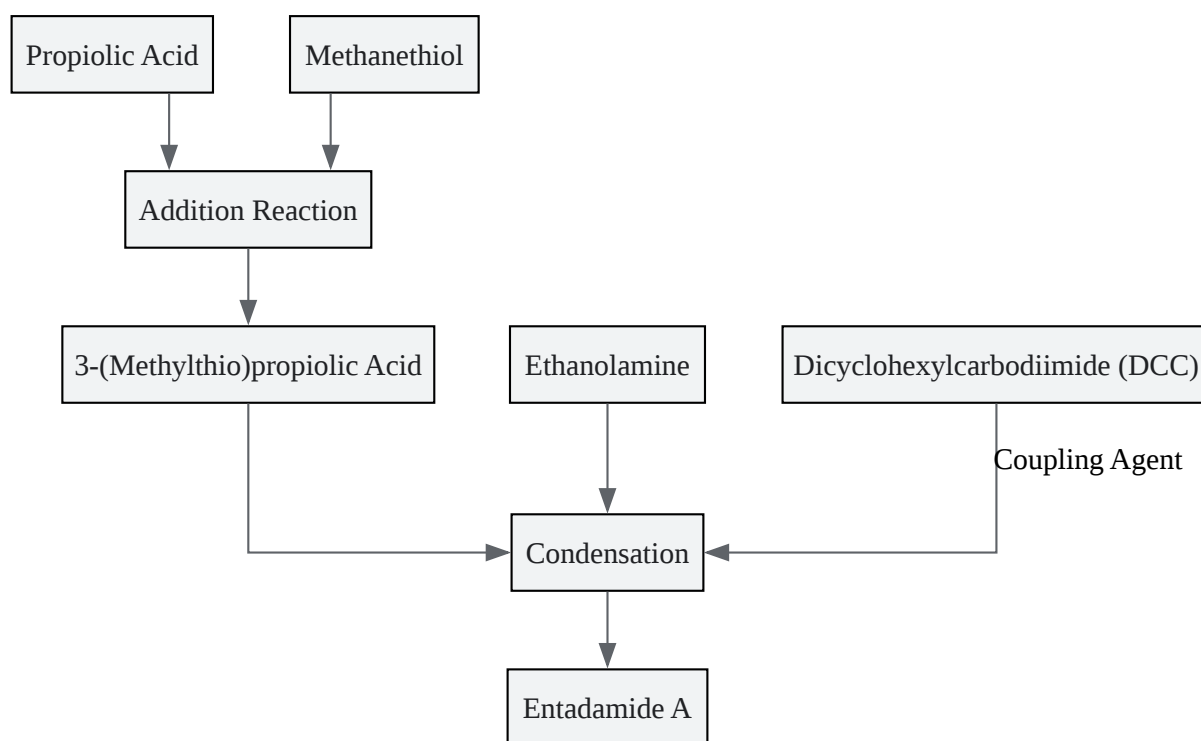 Propiolic Acid
Methanethiol
Addition Reaction
3-(Methylthio)propiolic Acid
Ethanolamine
Dicyclohexylcarbodiimide (DCC)
Coupling Agent
Condensation
Entadamide A